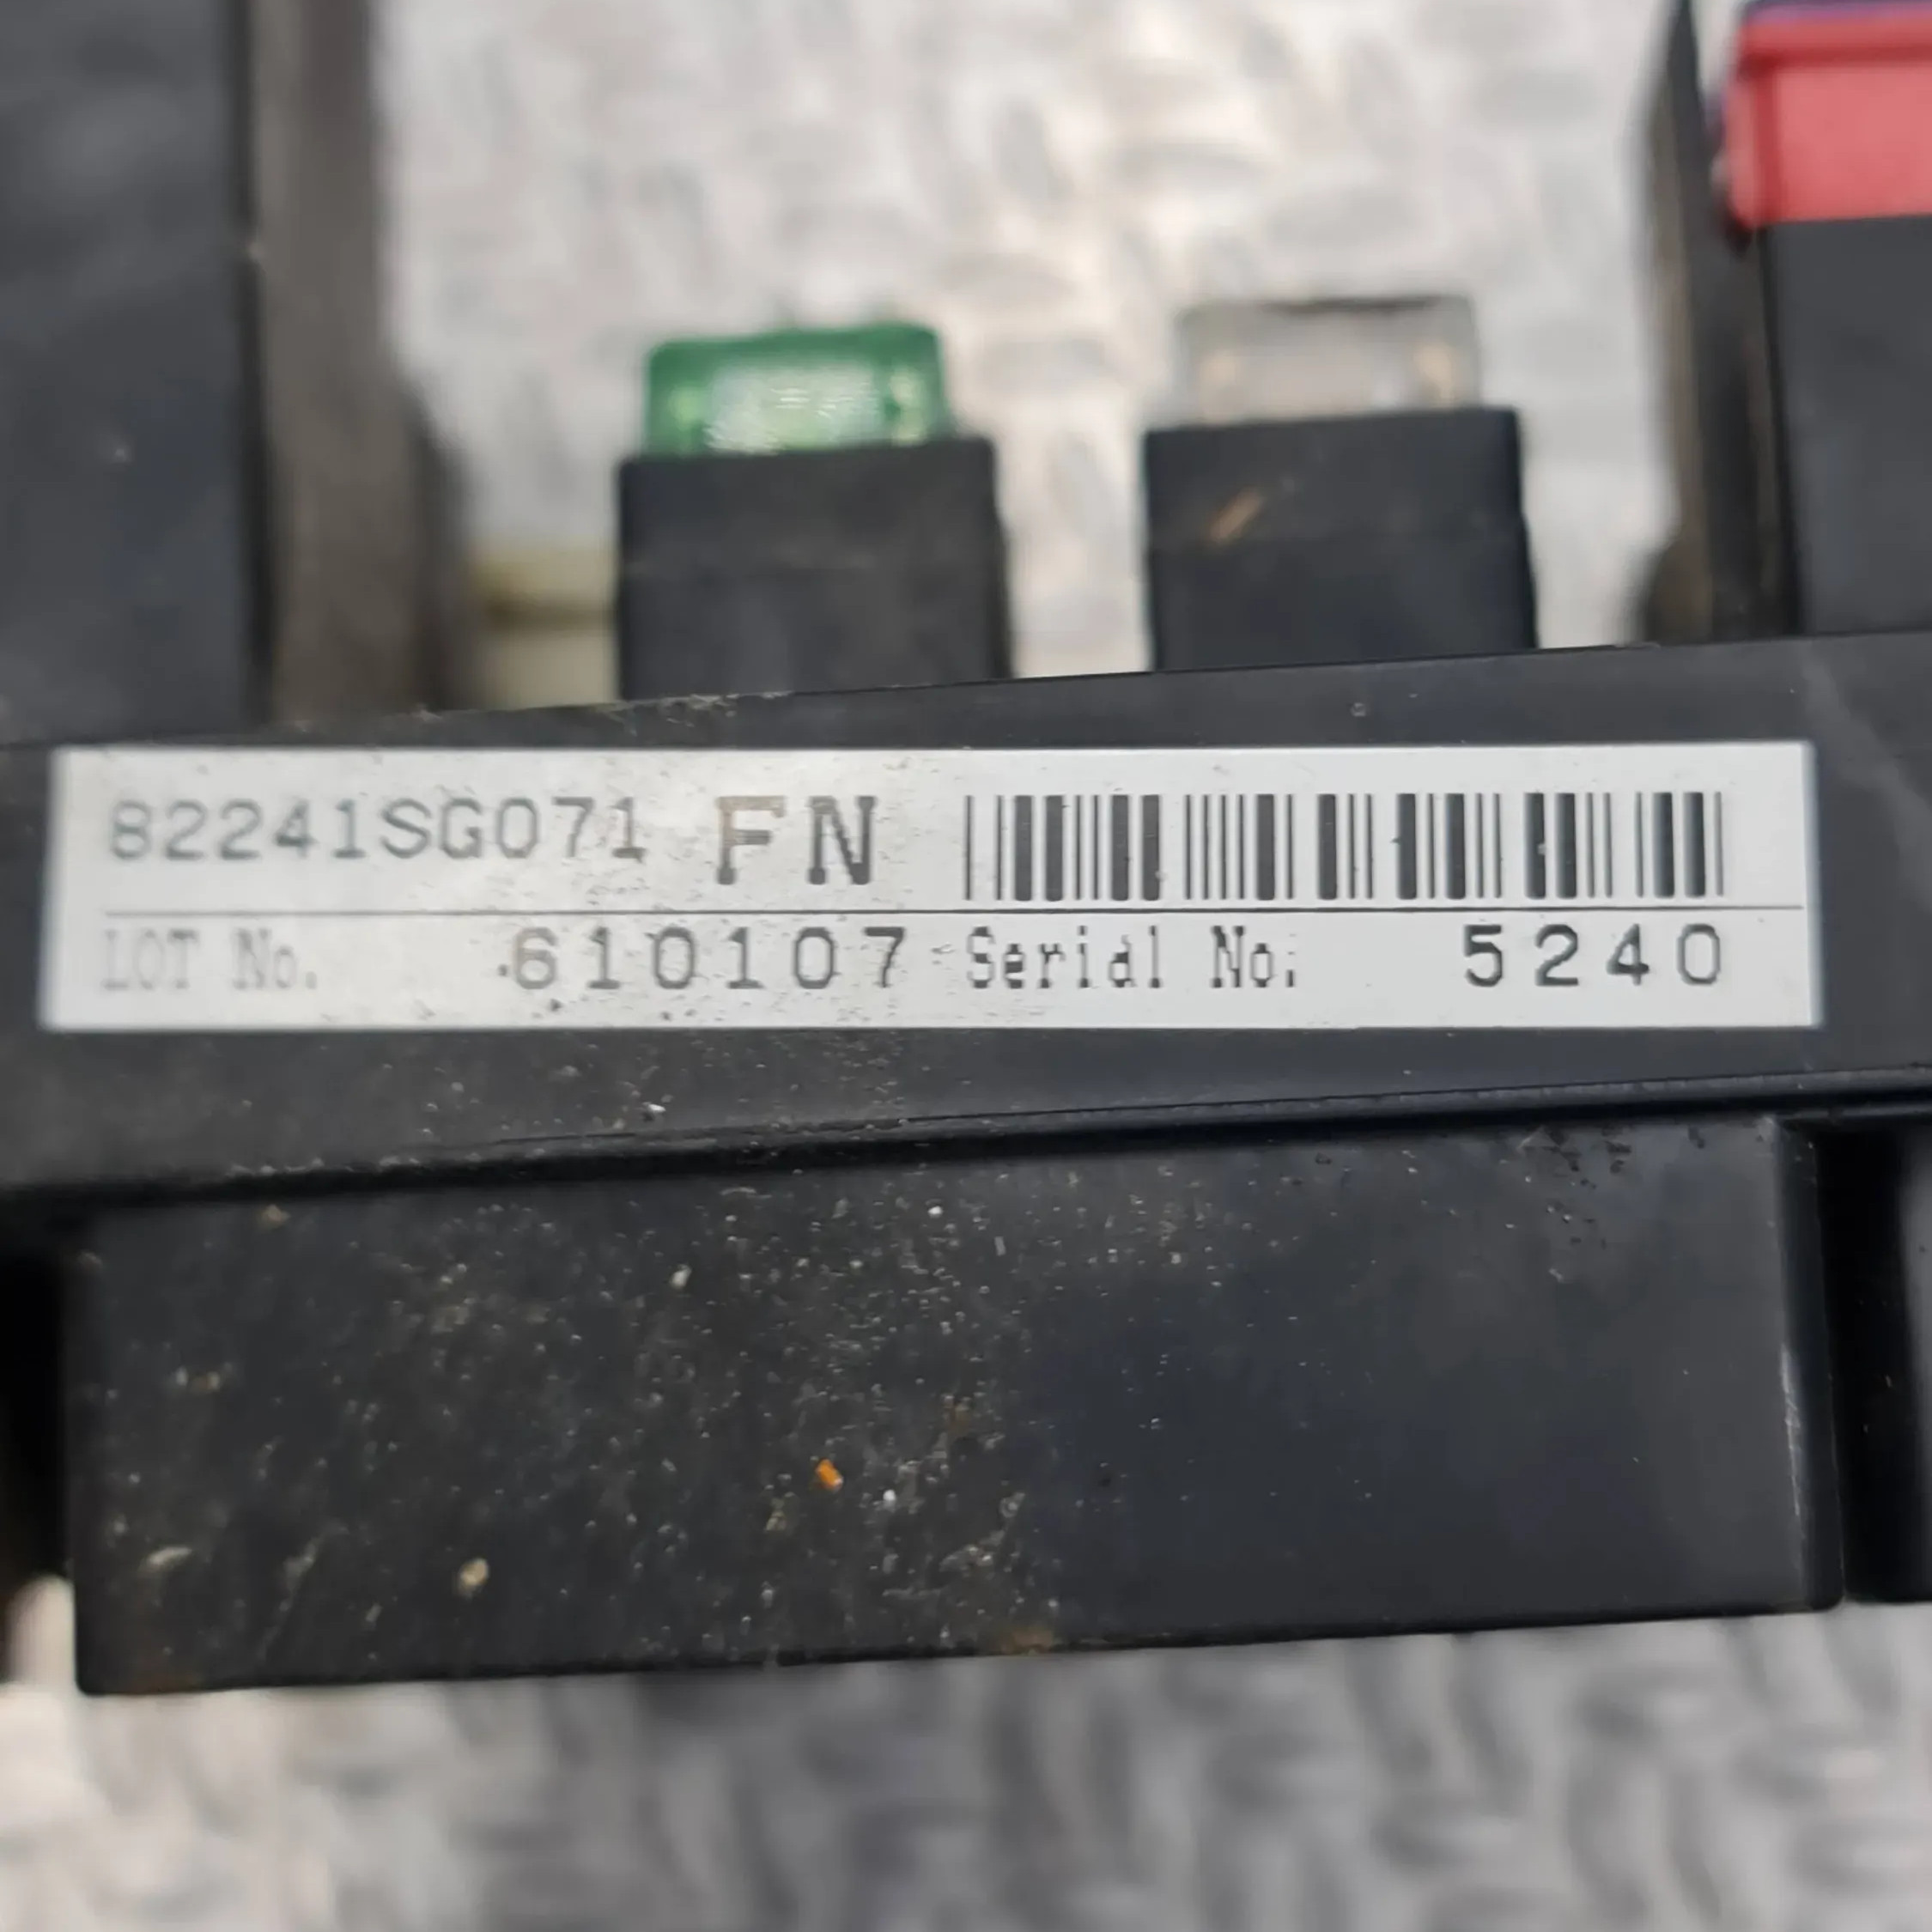 82241SG071 FN
LOT No. 610107 Serial No. 5240